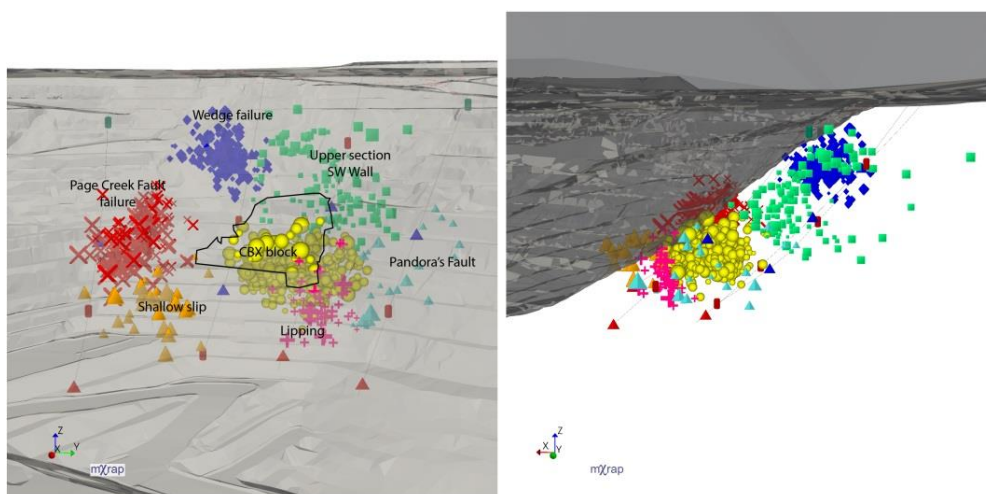 Wedge failure
Upper section
SW Wall
Page Creek Fault
failure
CBX block
Pandora's Fault
Shallow slip
Lipping
Z
X
Y
mXrap
Z
X
Y
mXrap